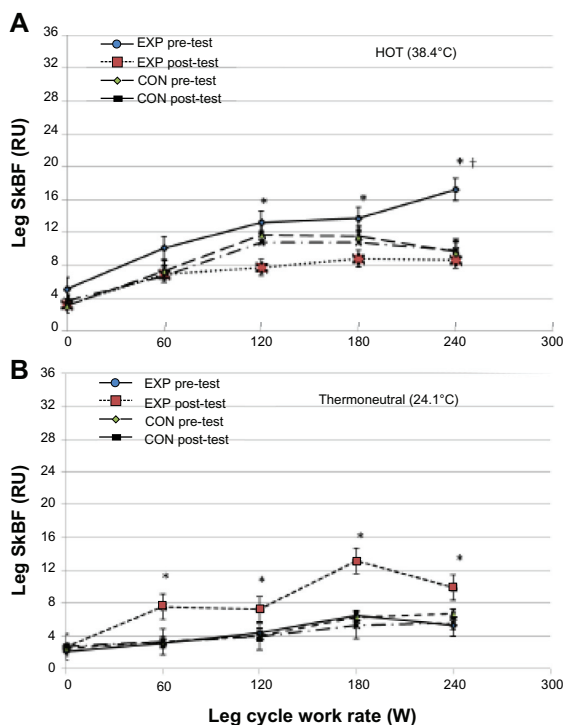 A
EXP pre-test
EXP post-test
CON pre-test
CON post-test
HOT (38.4°C)
Leg SkBF (RU)
36
32
28
24
20
16
12
8
4
0
* †
*
*
0 60 120 180 240 300
B
EXP pre-test
EXP post-test
CON pre-test
CON post-test
Thermoneutral (24.1°C)
Leg SkBF (RU)
36
32
28
24
20
16
12
8
4
0
*
*
*
*
0 60 120 180 240 300
Leg cycle work rate (W)